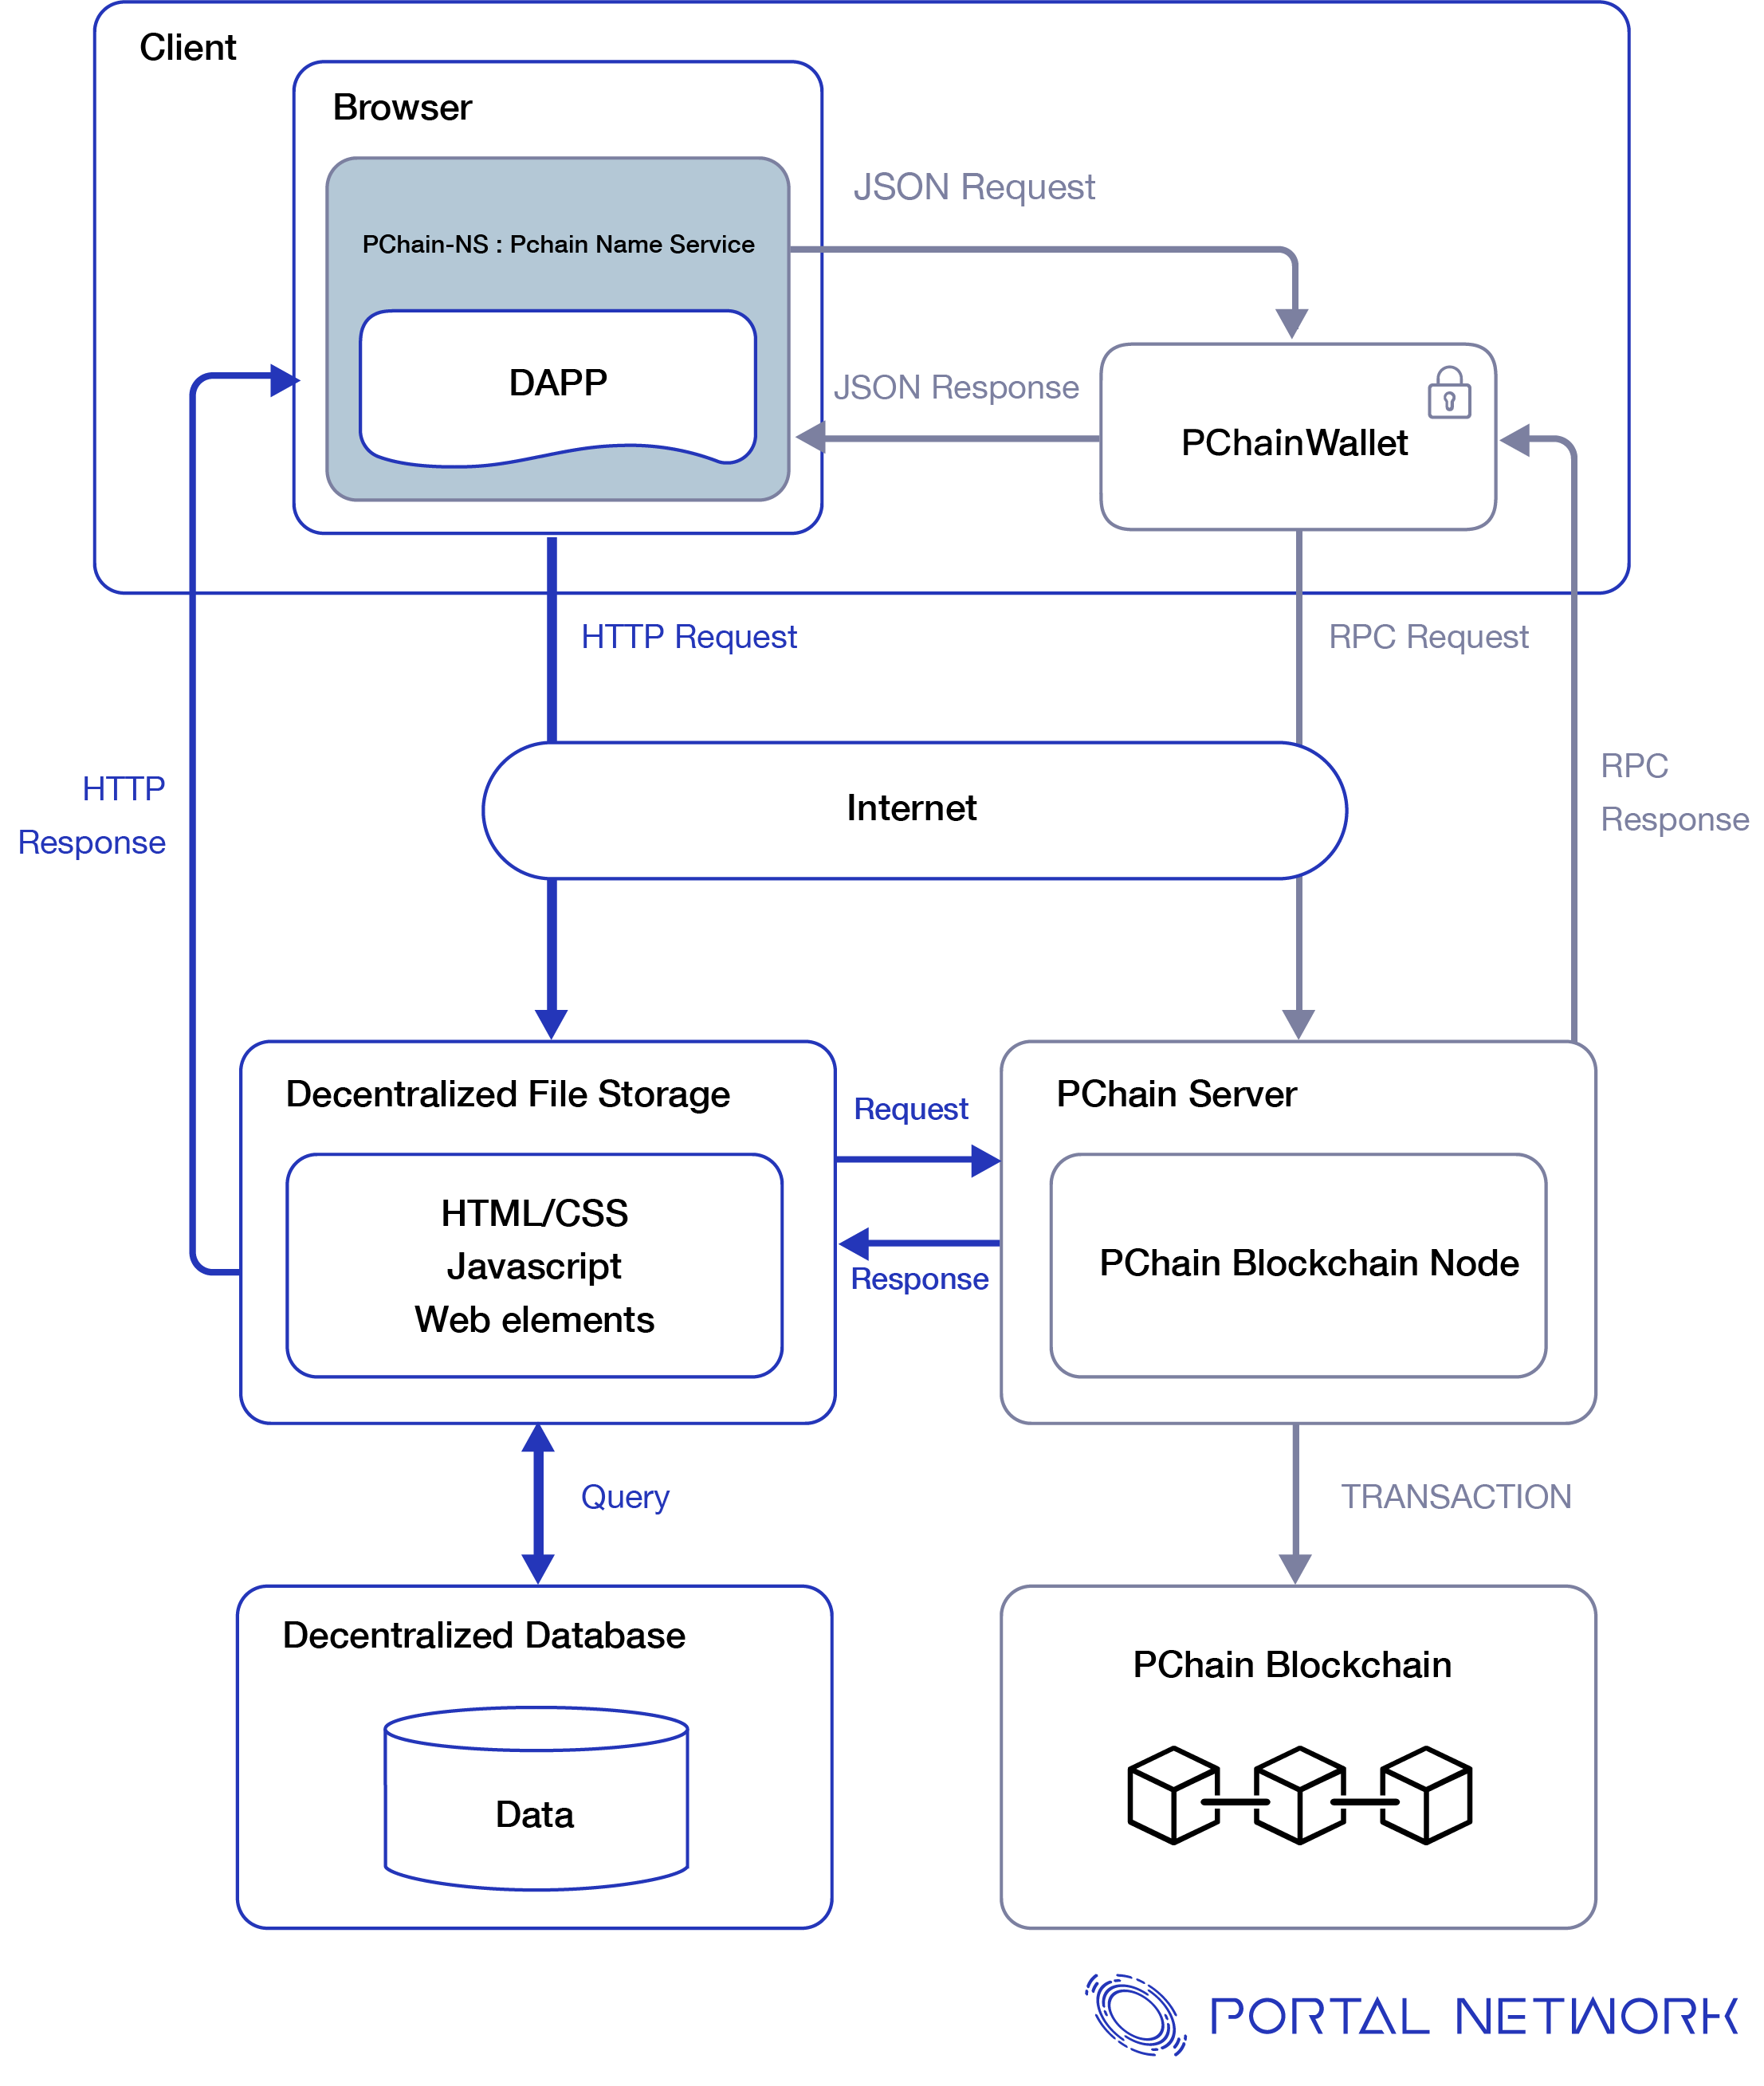 Client
Browser
JSON Request
PChain-NS : Pchain Name Service
DAPP
JSON Response
PChainWallet
HTTP Request
RPC Request
HTTP
Response
Internet
RPC
Response
Decentralized File Storage
HTML/CSS
Javascript
Web elements
Request
Response
PChain Server
PChain Blockchain Node
Query
TRANSACTION
Decentralized Database
Data
PChain Blockchain
PORTAL NETWORK